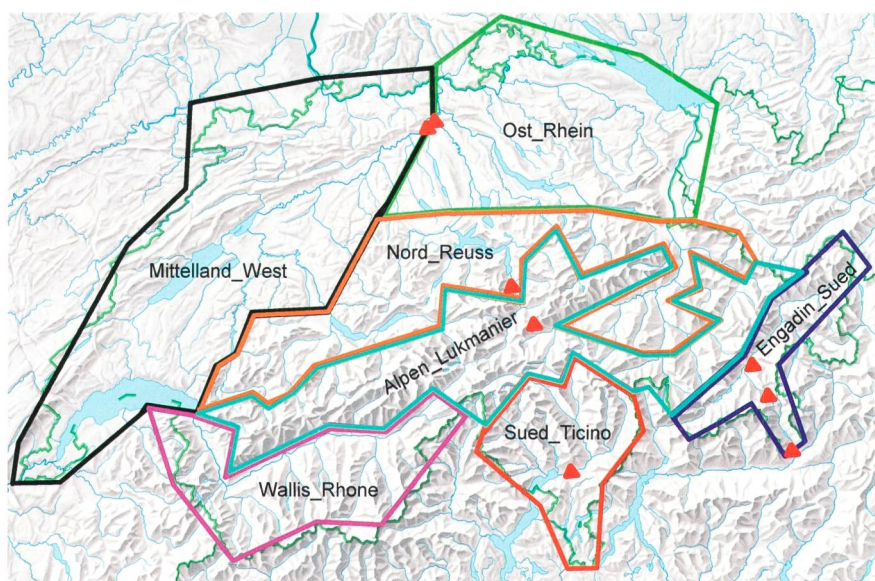 Ost_Rhein
Nord_Reuss
Mittelland_West
Engadin_Sued
Alpen_Lukmanier
Sued_Ticino
Wallis_Rhone